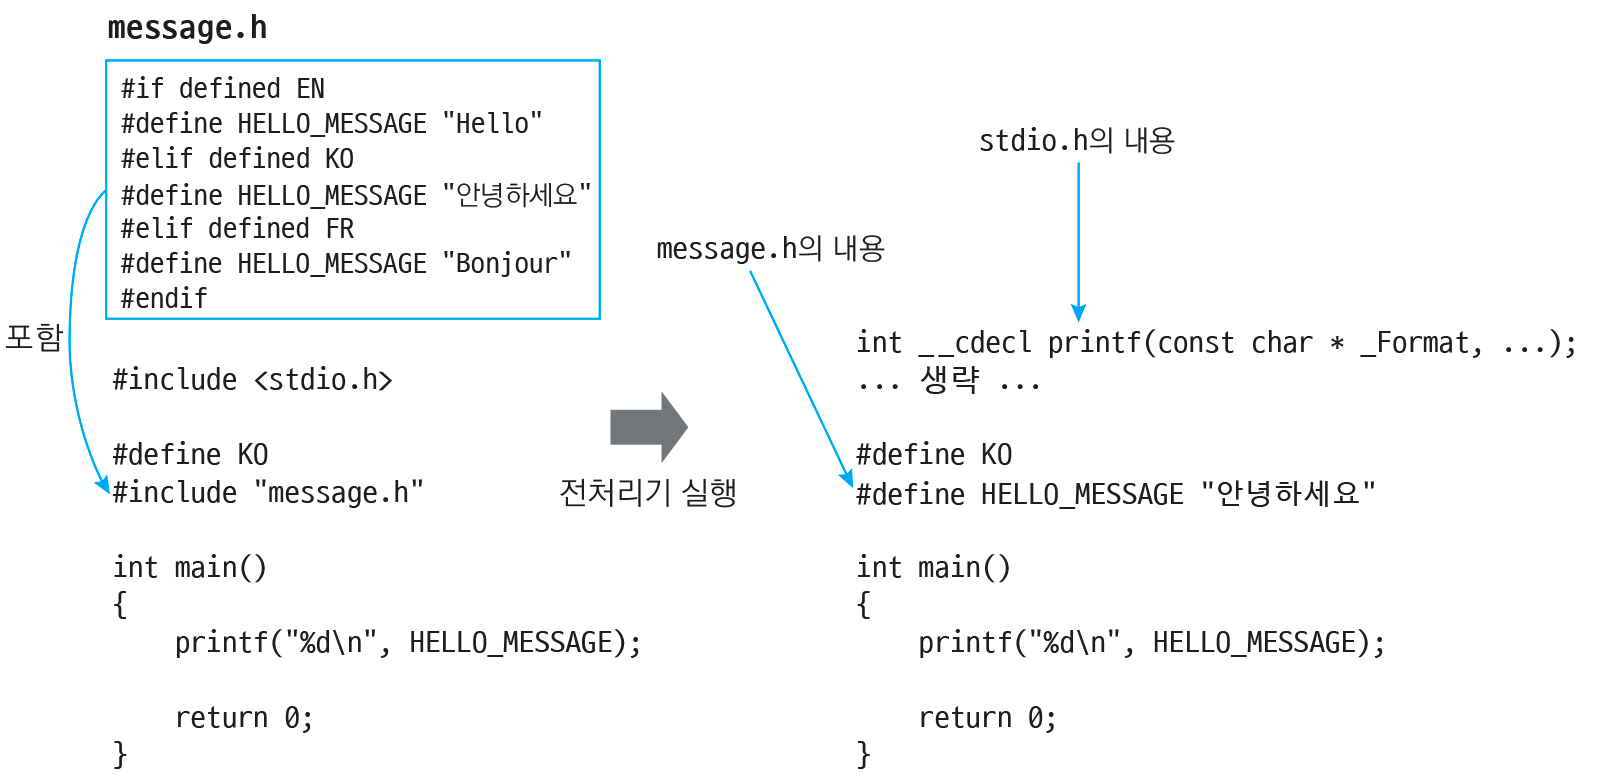 message.h
#if defined EN
#define HELLO_MESSAGE "Hello"
#elif defined KO
#define HELLO_MESSAGE "안녕하세요"
#elif defined FR
#define HELLO_MESSAGE "Bonjour"
#endif
포함
#include <stdio.h>
#define KO
#include "message.h"
int main()
{
    printf("%d\n", HELLO_MESSAGE);
    return 0;
}
전처리기 실행
message.h의 내용
stdio.h의 내용
int __cdecl printf(const char * _Format, ...);
... 생략 ...
#define KO
#define HELLO_MESSAGE "안녕하세요"
int main()
{
    printf("%d\n", HELLO_MESSAGE);
    return 0;
}